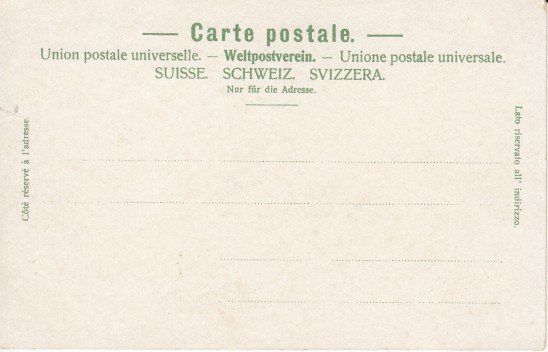 — Carte postale. —
Union postale universelle. — Weltpostverein. — Unione postale universale.
SUISSE. SCHWEIZ. SVIZZERA.
Nur für die Adresse.
Côté réservé à l'adresse.
Lato riservato all' indirizzo.